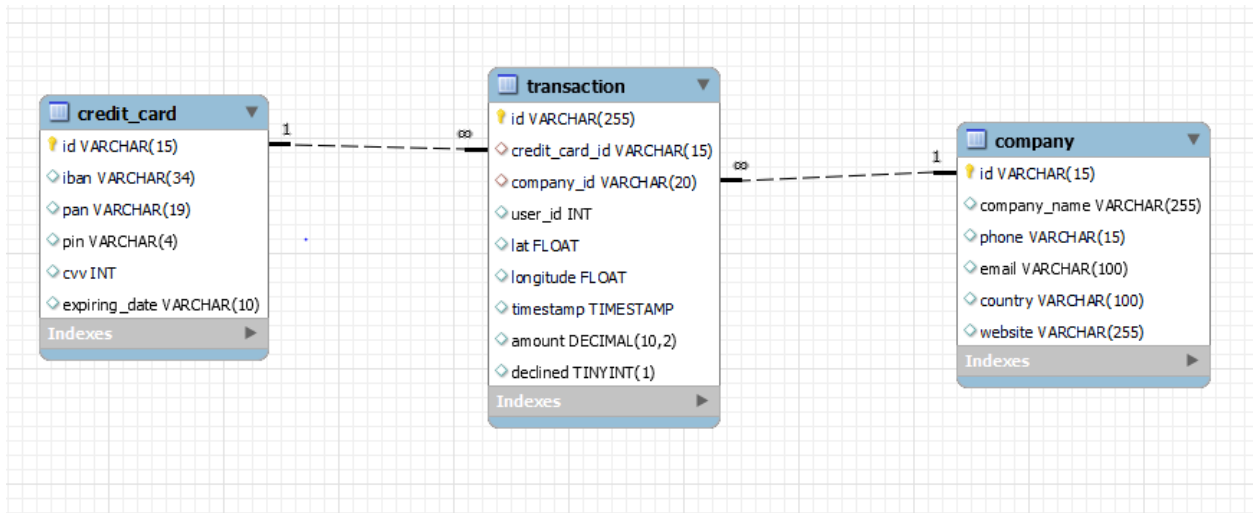 credit_card
id VARCHAR(15)
iban VARCHAR(34)
pan VARCHAR(19)
pin VARCHAR(4)
cvv INT
expiring_date VARCHAR(10)
Indexes
1
∞
transaction
id VARCHAR(255)
credit_card_id VARCHAR(15)
company_id VARCHAR(20)
user_id INT
lat FLOAT
longitude FLOAT
timestamp TIMESTAMP
amount DECIMAL(10,2)
declined TINYINT(1)
Indexes
∞
1
company
id VARCHAR(15)
company_name VARCHAR(255)
phone VARCHAR(15)
email VARCHAR(100)
country VARCHAR(100)
website VARCHAR(255)
Indexes